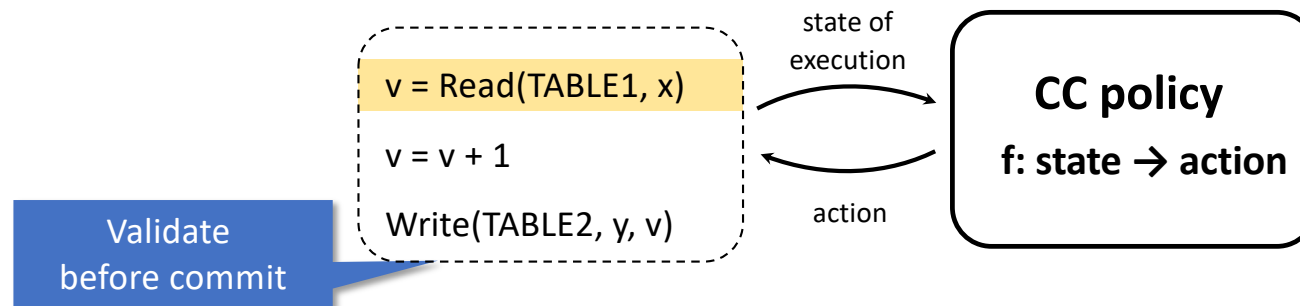 v = Read(TABLE1, x)
v = v + 1
Write(TABLE2, y, v)
Validate
before commit
state of
execution
action
CC policy
f: state → action